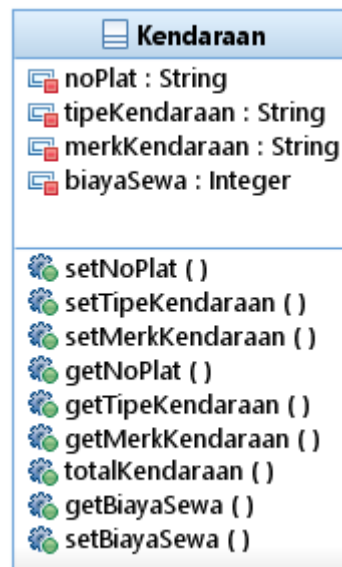 Kendaraan
noPlat : String
tipeKendaraan : String
merkKendaraan : String
biayaSewa : Integer
setNoPlat ( )
setTipeKendaraan ( )
setMerkKendaraan ( )
getNoPlat ( )
getTipeKendaraan ( )
getMerkKendaraan ( )
totalKendaraan ( )
getBiayaSewa ( )
setBiayaSewa ( )